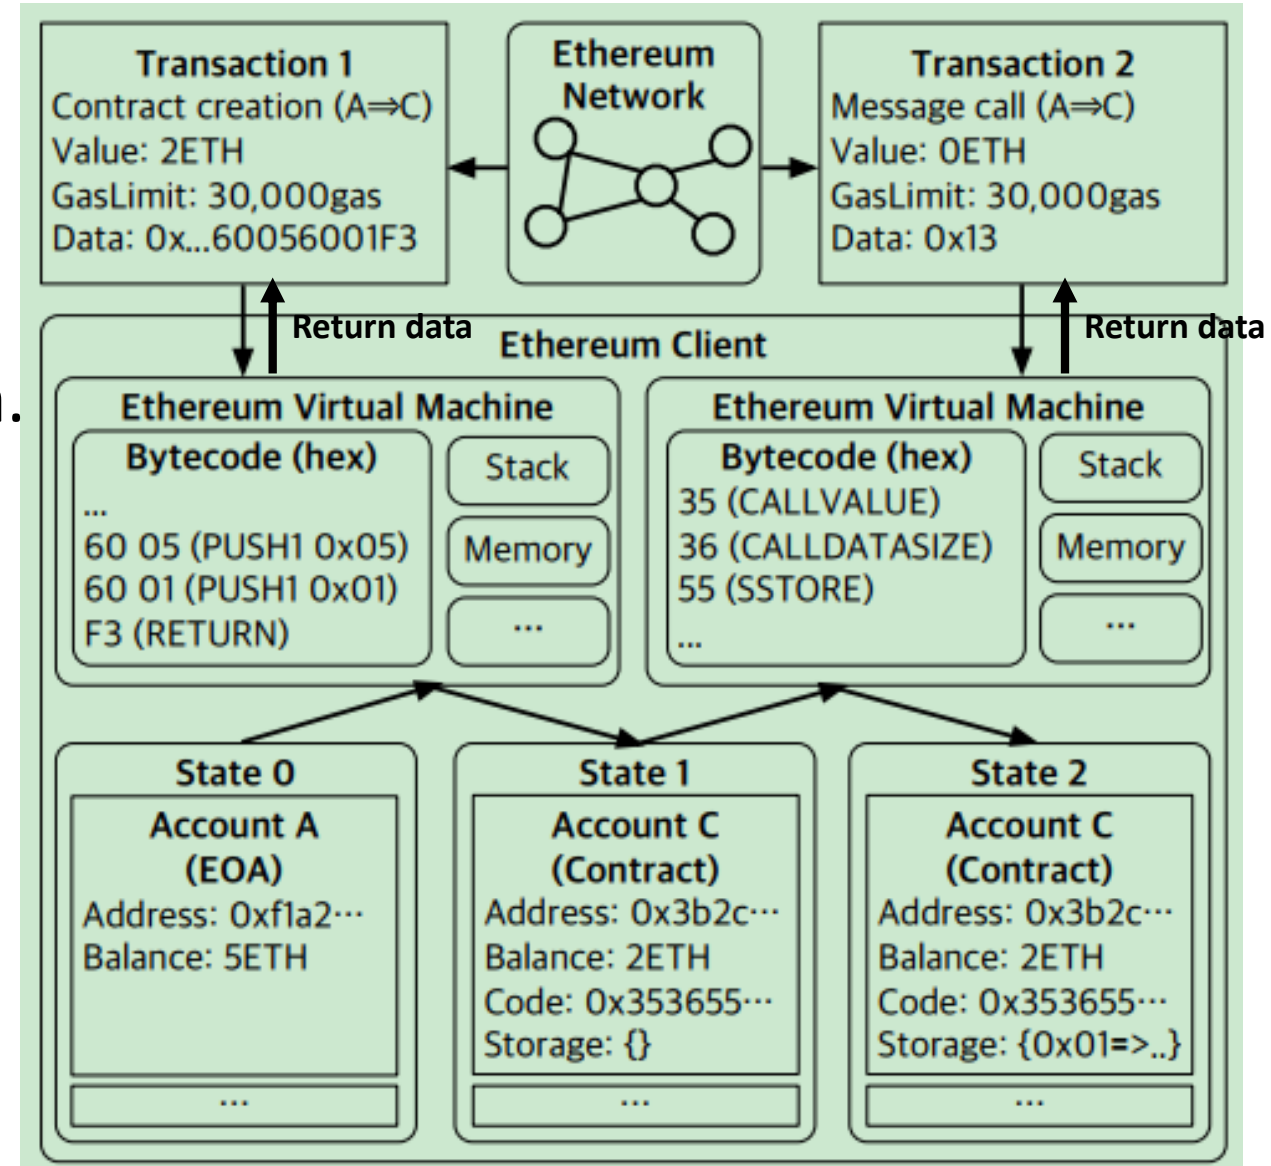 Transaction 1
Contract creation (A⇒C)
Value: 2ETH
GasLimit: 30,000gas
Data: 0x...60056001F3
Ethereum
Network
Transaction 2
Message call (A⇒C)
Value: 0ETH
GasLimit: 30,000gas
Data: 0x13
Return data
Return data
Ethereum Client
Ethereum Virtual Machine
Bytecode (hex)
...
60 05 (PUSH1 0x05)
60 01 (PUSH1 0x01)
F3 (RETURN)
Stack
Memory
...
Ethereum Virtual Machine
Bytecode (hex)
35 (CALLVALUE)
36 (CALLDATASIZE)
55 (SSTORE)
...
Stack
Memory
...
State 0
Account A
(EOA)
Address: 0xf1a2···
Balance: 5ETH
...
State 1
Account C
(Contract)
Address: 0x3b2c···
Balance: 2ETH
Code: 0x353655···
Storage: {}
...
State 2
Account C
(Contract)
Address: 0x3b2c···
Balance: 2ETH
Code: 0x353655···
Storage: {0x01=>..}
...